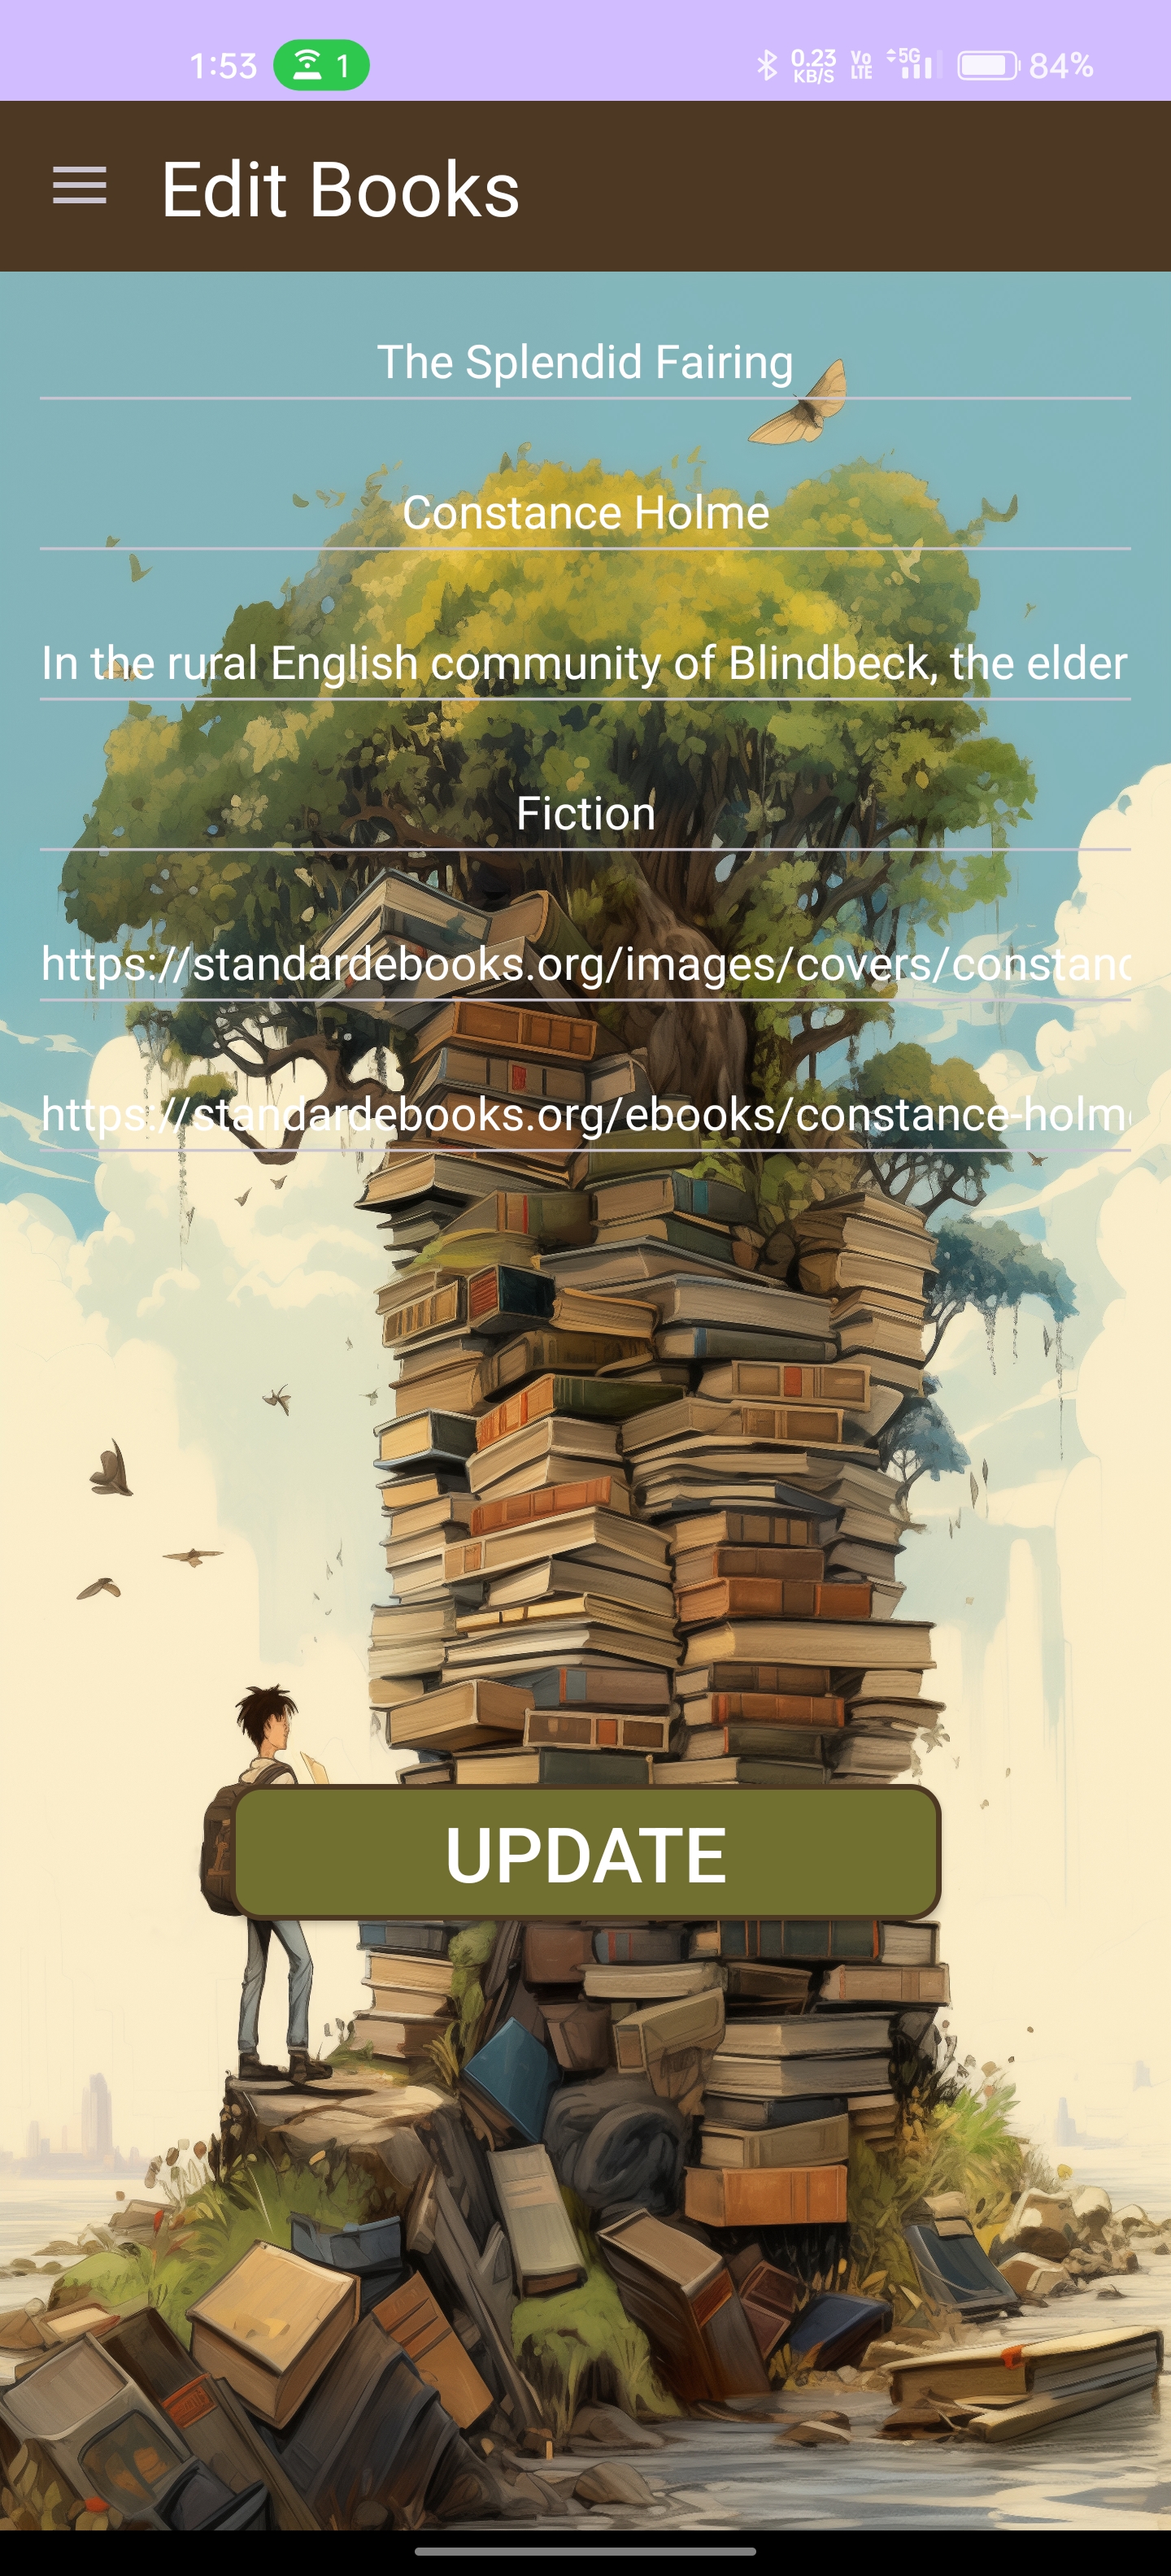 1:53 1 0.23 KB/S Vo LTE 5G 84%
Edit Books
The Splendid Fairing
Constance Holme
In the rural English community of Blindbeck, the elder
Fiction
https://standardebooks.org/images/covers/constanc
https://standardebooks.org/ebooks/constance-holme
UPDATE